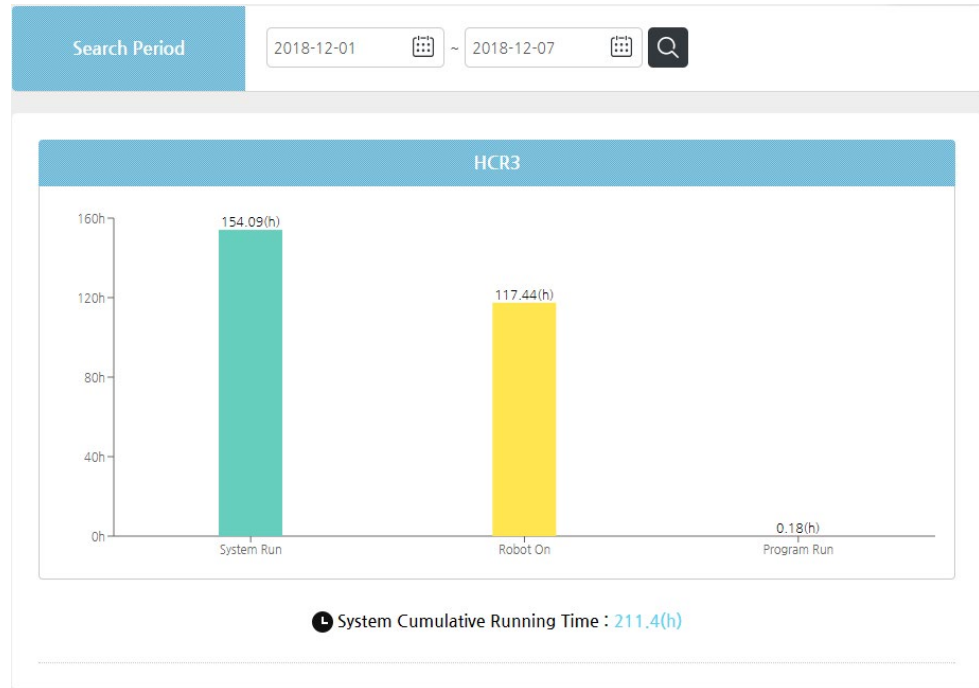 Search Period 2018-12-01 ~ 2018-12-07
HCR3
160h
154.09(h)
120h
117.44(h)
80h
40h
0.18(h)
0h
System Run Robot On Program Run
System Cumulative Running Time : 211.4(h)